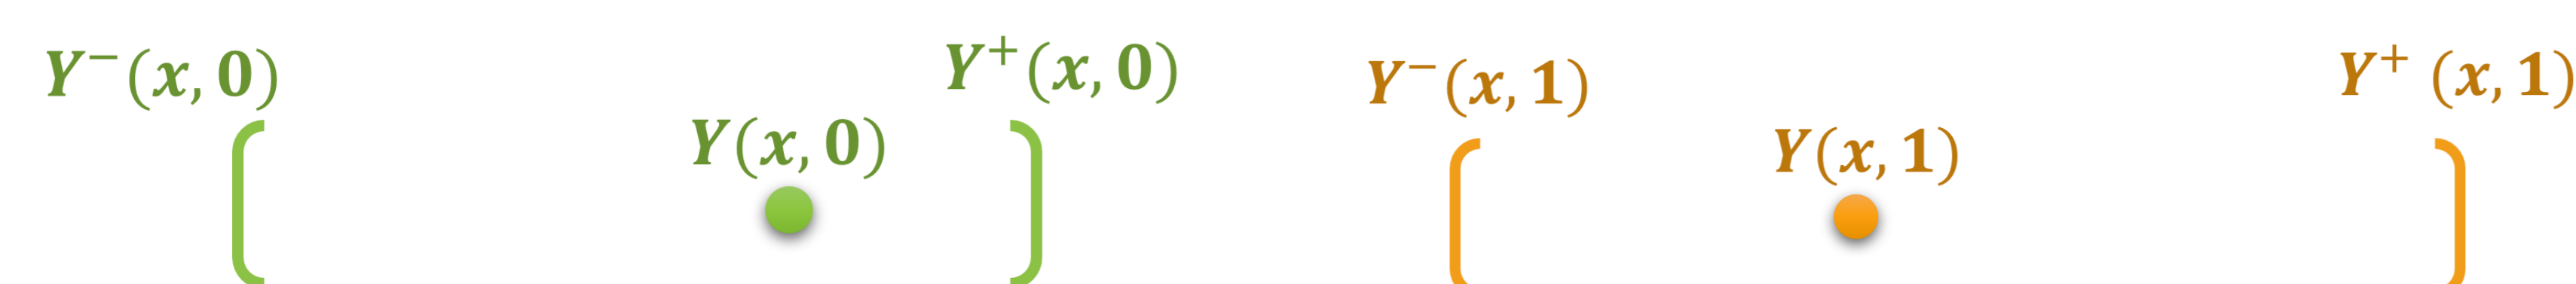 Y⁻(x, 0)
Y(x, 0)
Y⁺(x, 0)
Y⁻(x, 1)
Y(x, 1)
Y⁺ (x, 1)